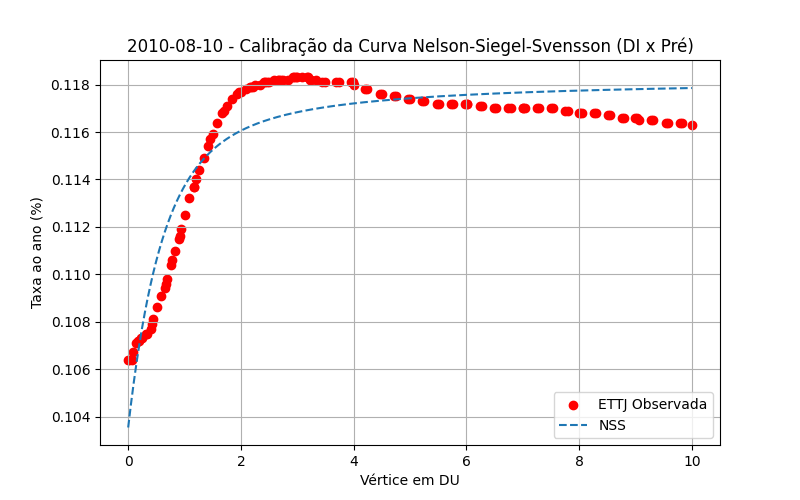 2010-08-10 - Calibração da Curva Nelson-Siegel-Svensson (DI x Pré)
Taxa ao ano (%)
0.118
0.116
0.114
0.112
0.110
0.108
0.106
0.104
ETTJ Observada
NSS
0 2 4 6 8 10
Vértice em DU